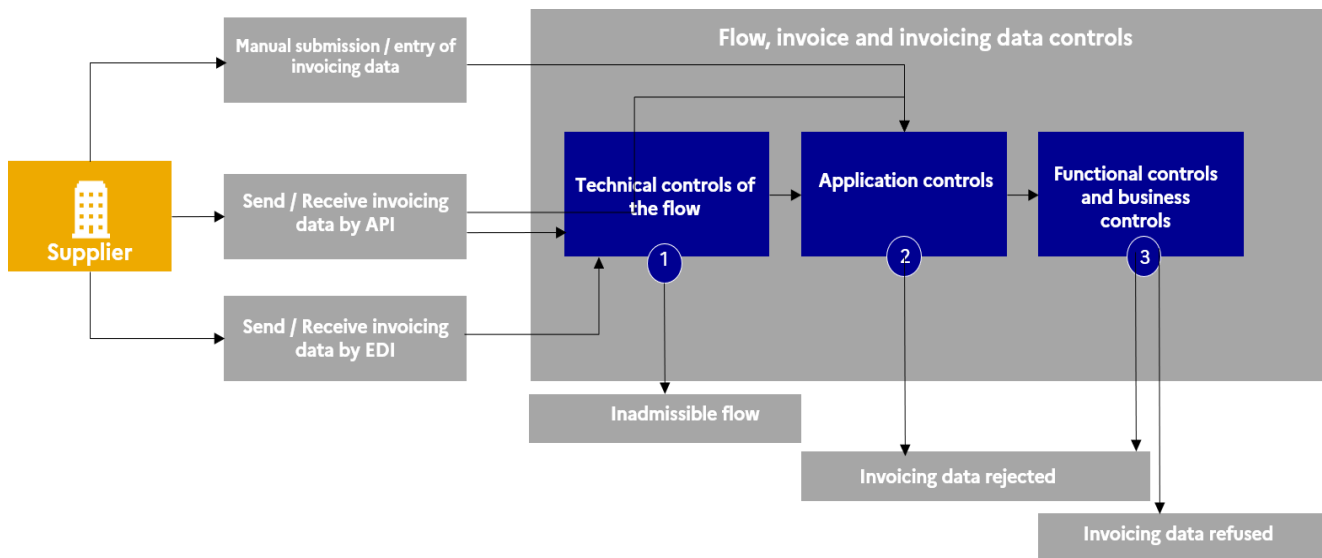 Flow, invoice and invoicing data controls
Manual submission / entry of
invoicing data
Supplier
Send / Receive invoicing
data by API
Send / Receive invoicing
data by EDI
Technical controls of
the flow
1
Application controls
2
Functional controls
and business
controls
3
Inadmissible flow
Invoicing data rejected
Invoicing data refused